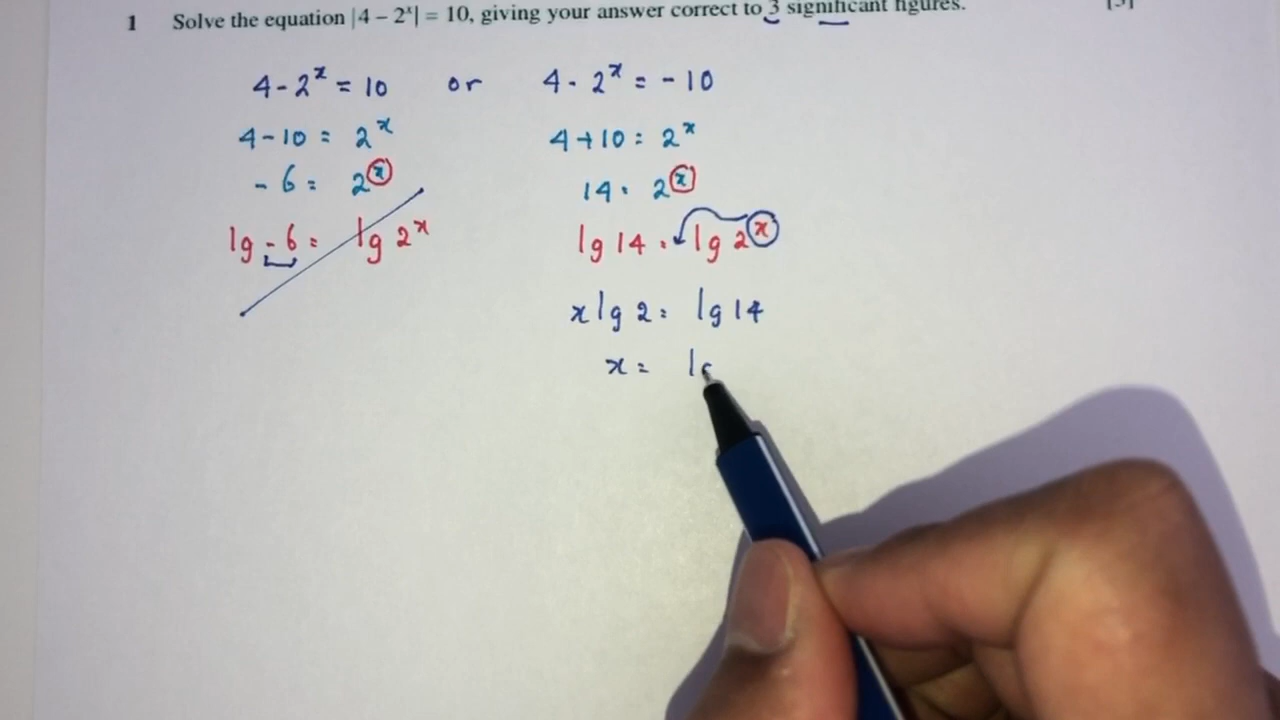 1 Solve the equation |4 – 2ˣ| = 10, giving your answer correct to 3 significant figures. [3]
4 - 2ˣ = 10 or 4 - 2ˣ = - 10
4 - 10 = 2ˣ 4 + 10 = 2ˣ
- 6 = 2ˣ 14 = 2ˣ
lg - 6 = lg 2ˣ lg 14 = lg 2ˣ
x lg 2 = lg 14
x = lg